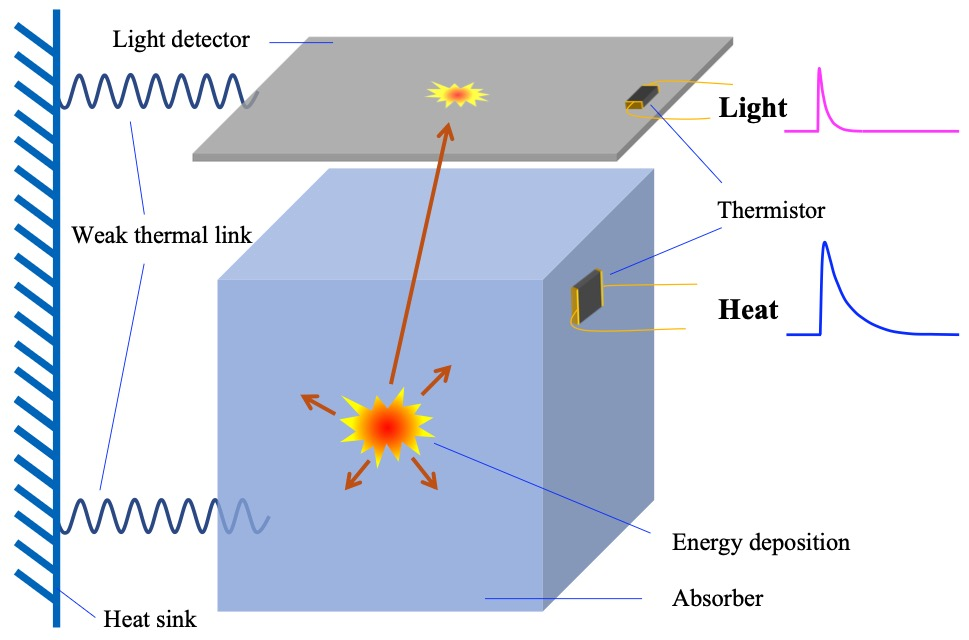 Light detector
Light
Weak thermal link
Thermistor
Heat
Energy deposition
Absorber
Heat sink